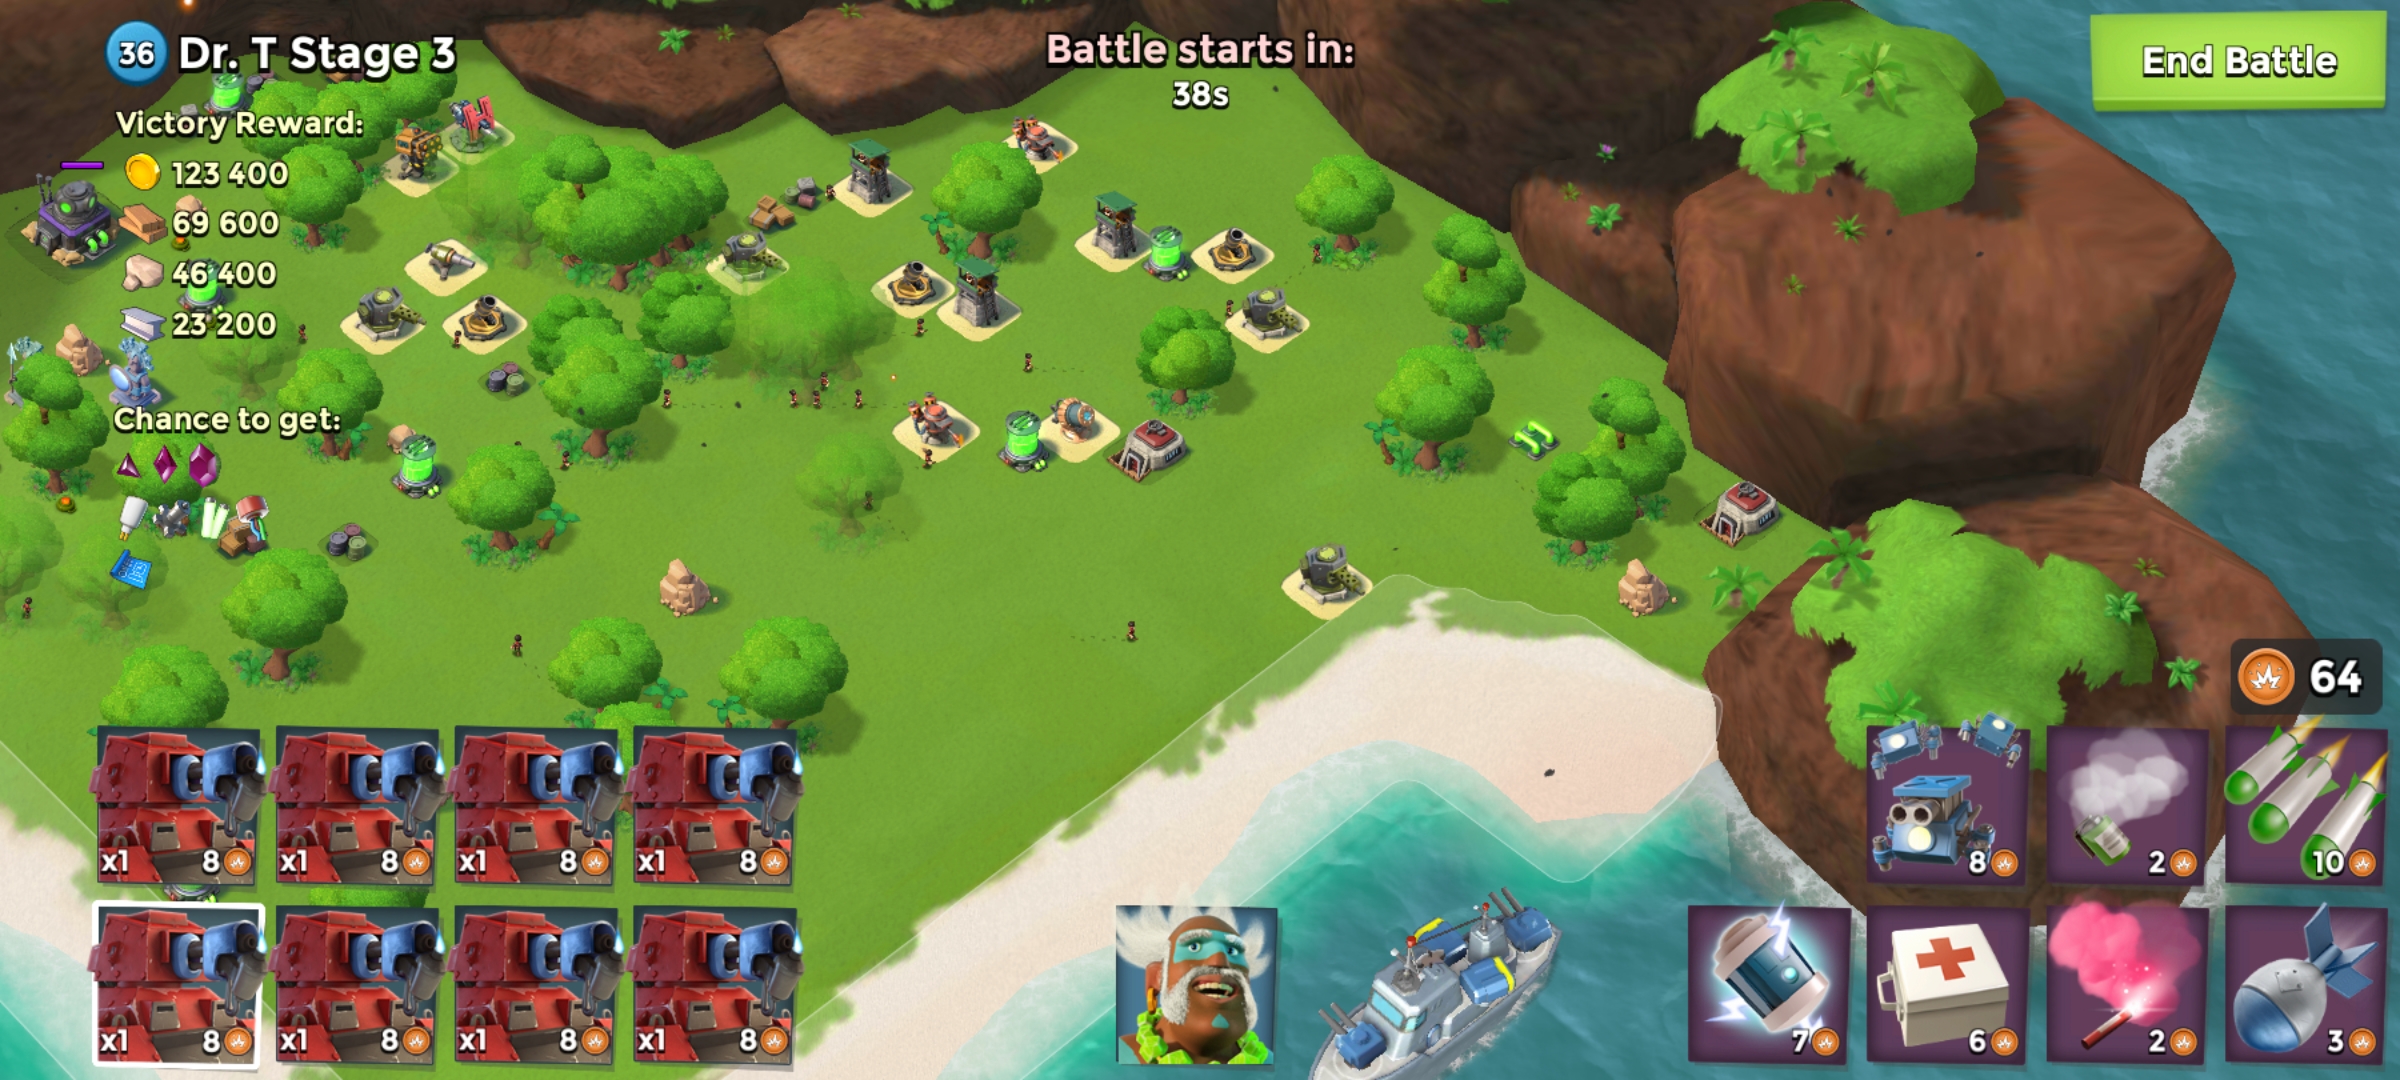 36 Dr. T Stage 3
Battle starts in:
38s
End Battle
Victory Reward:
123 400
69 600
46 400
23 200
Chance to get:
64
x1 8 x1 8 x1 8 x1 8
8 2 10
x1 8 x1 8 x1 8 x1 8
7 6 2 3